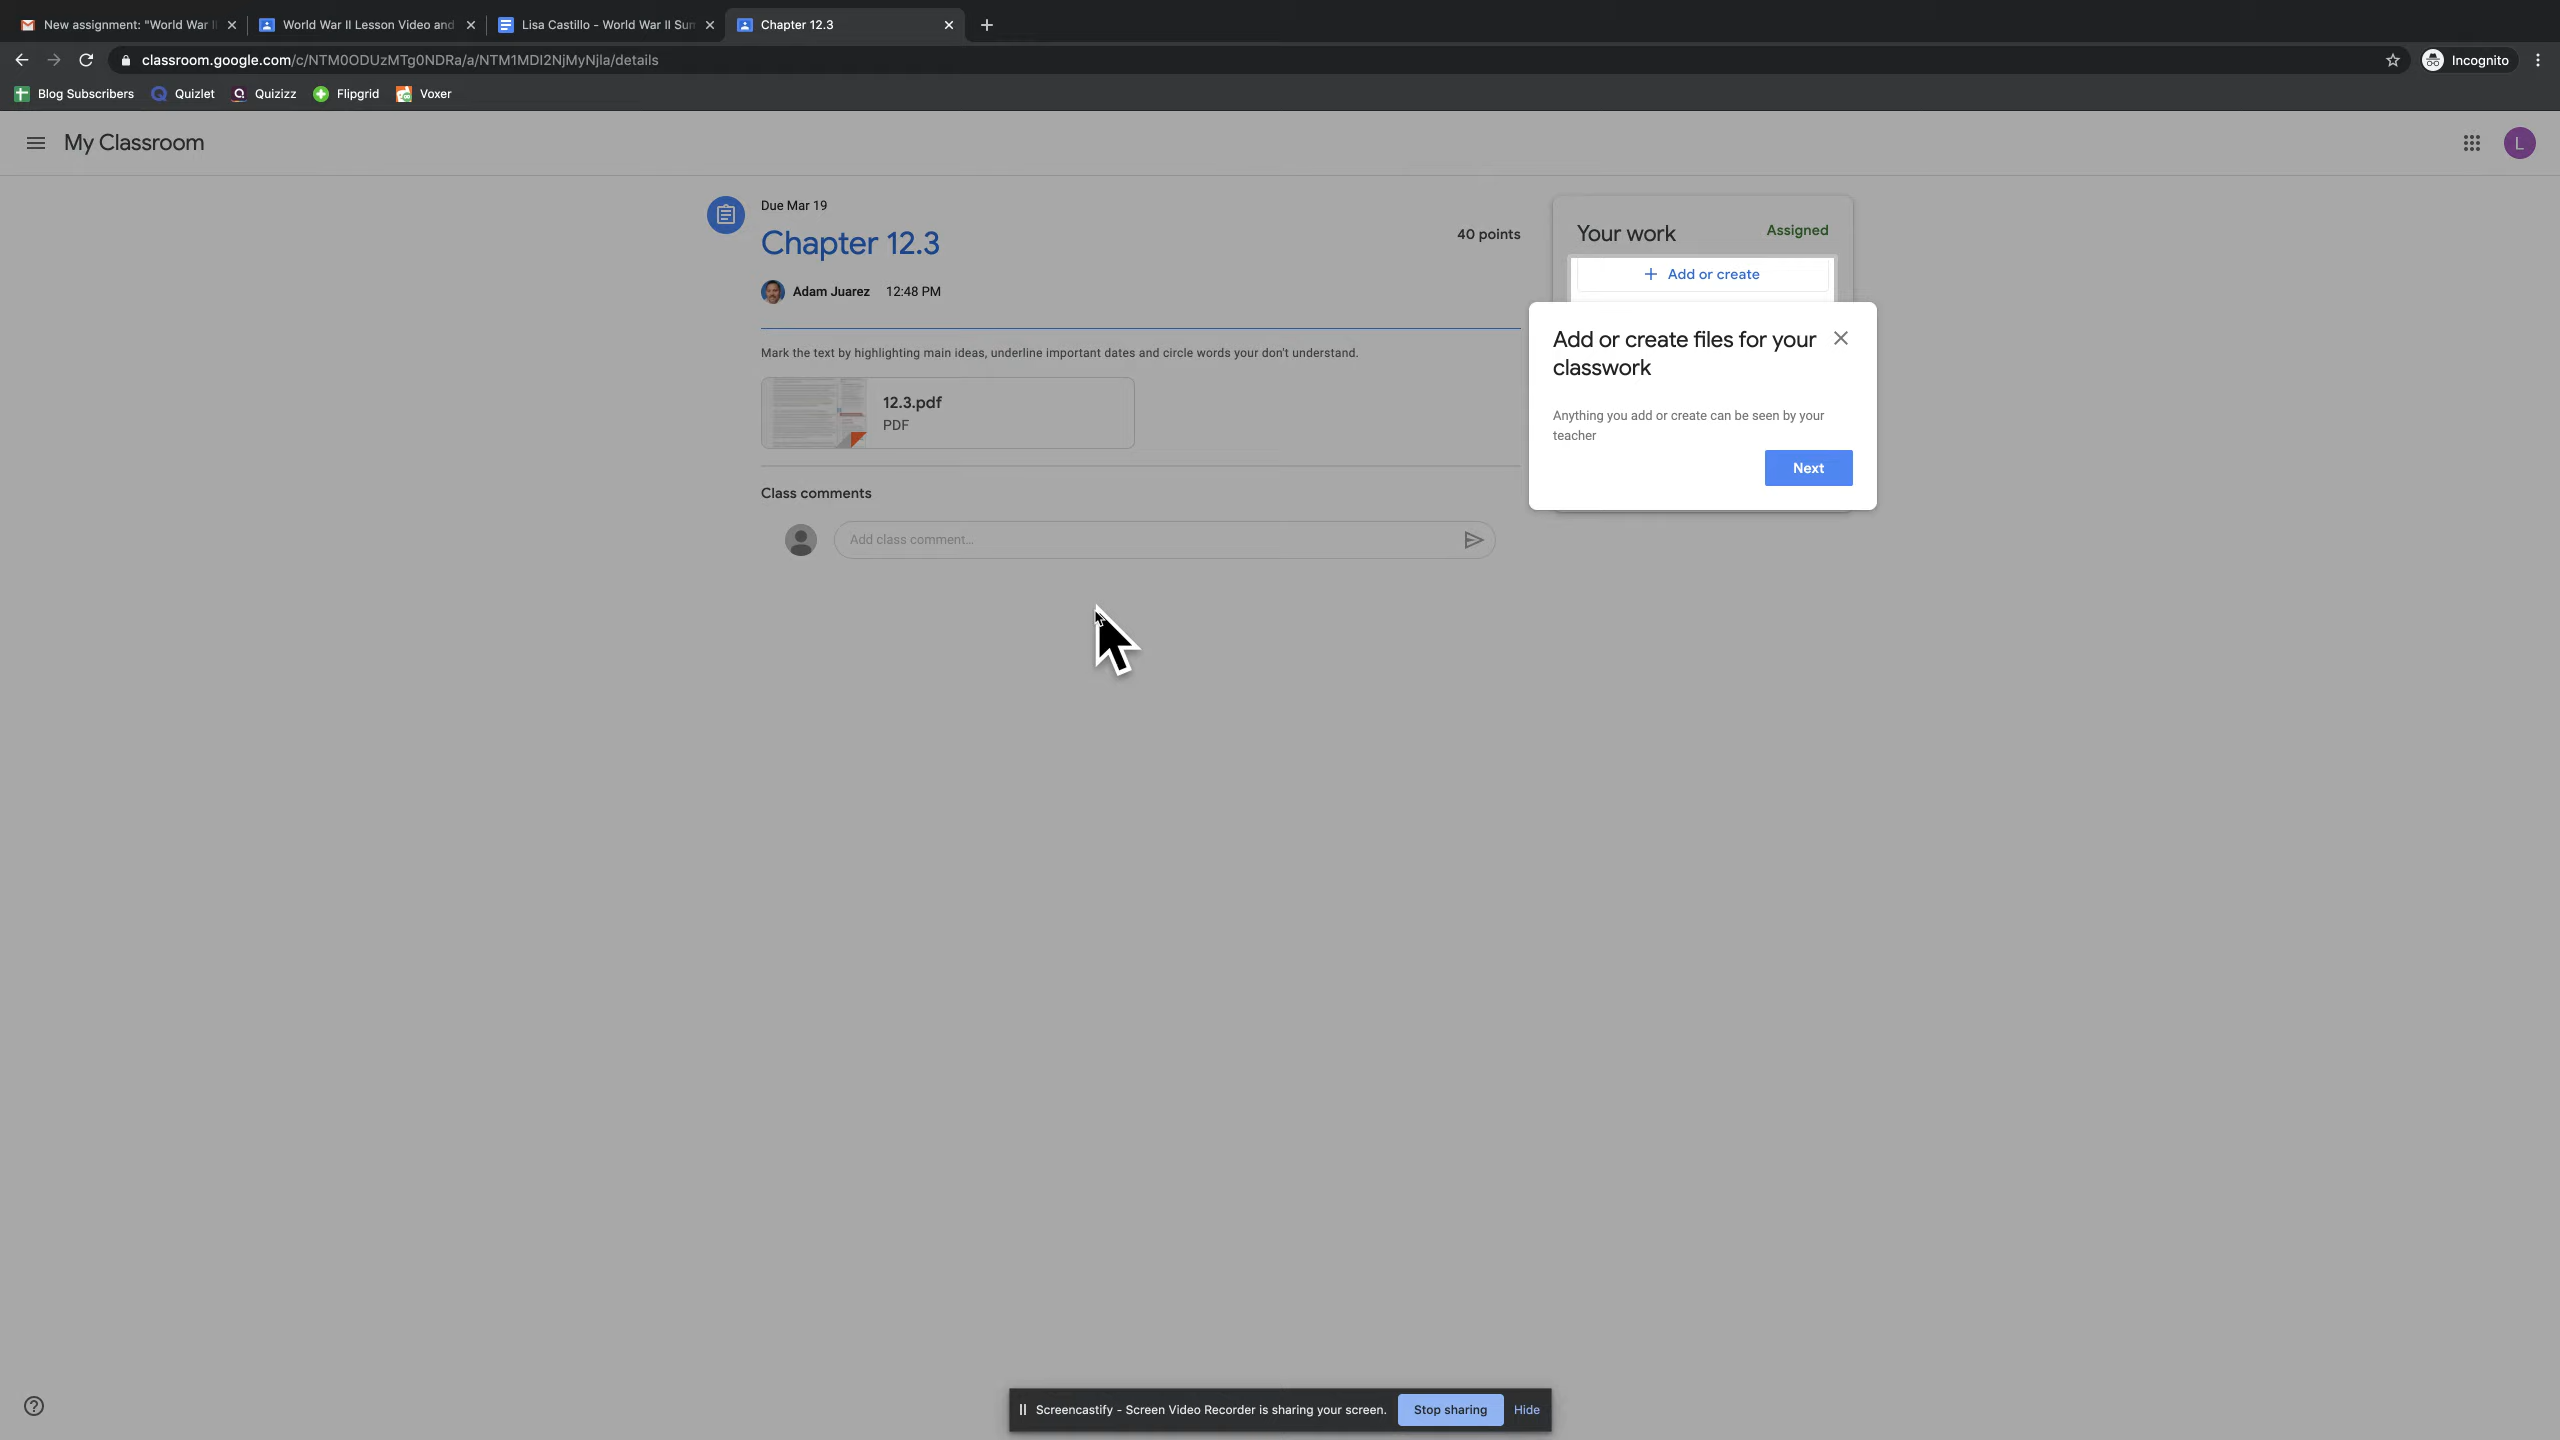 New assignment: "World War II
World War II Lesson Video and
Lisa Castillo - World War II Sum
Chapter 12.3
classroom.google.com/c/NTM0ODUzMTg0NDRa/a/NTM1MDI2NjMyNjla/details
Incognito
Blog Subscribers
Quizlet
Quizizz
Flipgrid
Voxer
My Classroom
L
Due Mar 19
Chapter 12.3
40 points
Adam Juarez 12:48 PM
Mark the text by highlighting main ideas, underline important dates and circle words your don't understand.
12.3.pdf
PDF
Class comments
Add class comment...
Your work
Assigned
+ Add or create
Add or create files for your
classwork
Anything you add or create can be seen by your
teacher
Next
Screencastify - Screen Video Recorder is sharing your screen.
Stop sharing
Hide